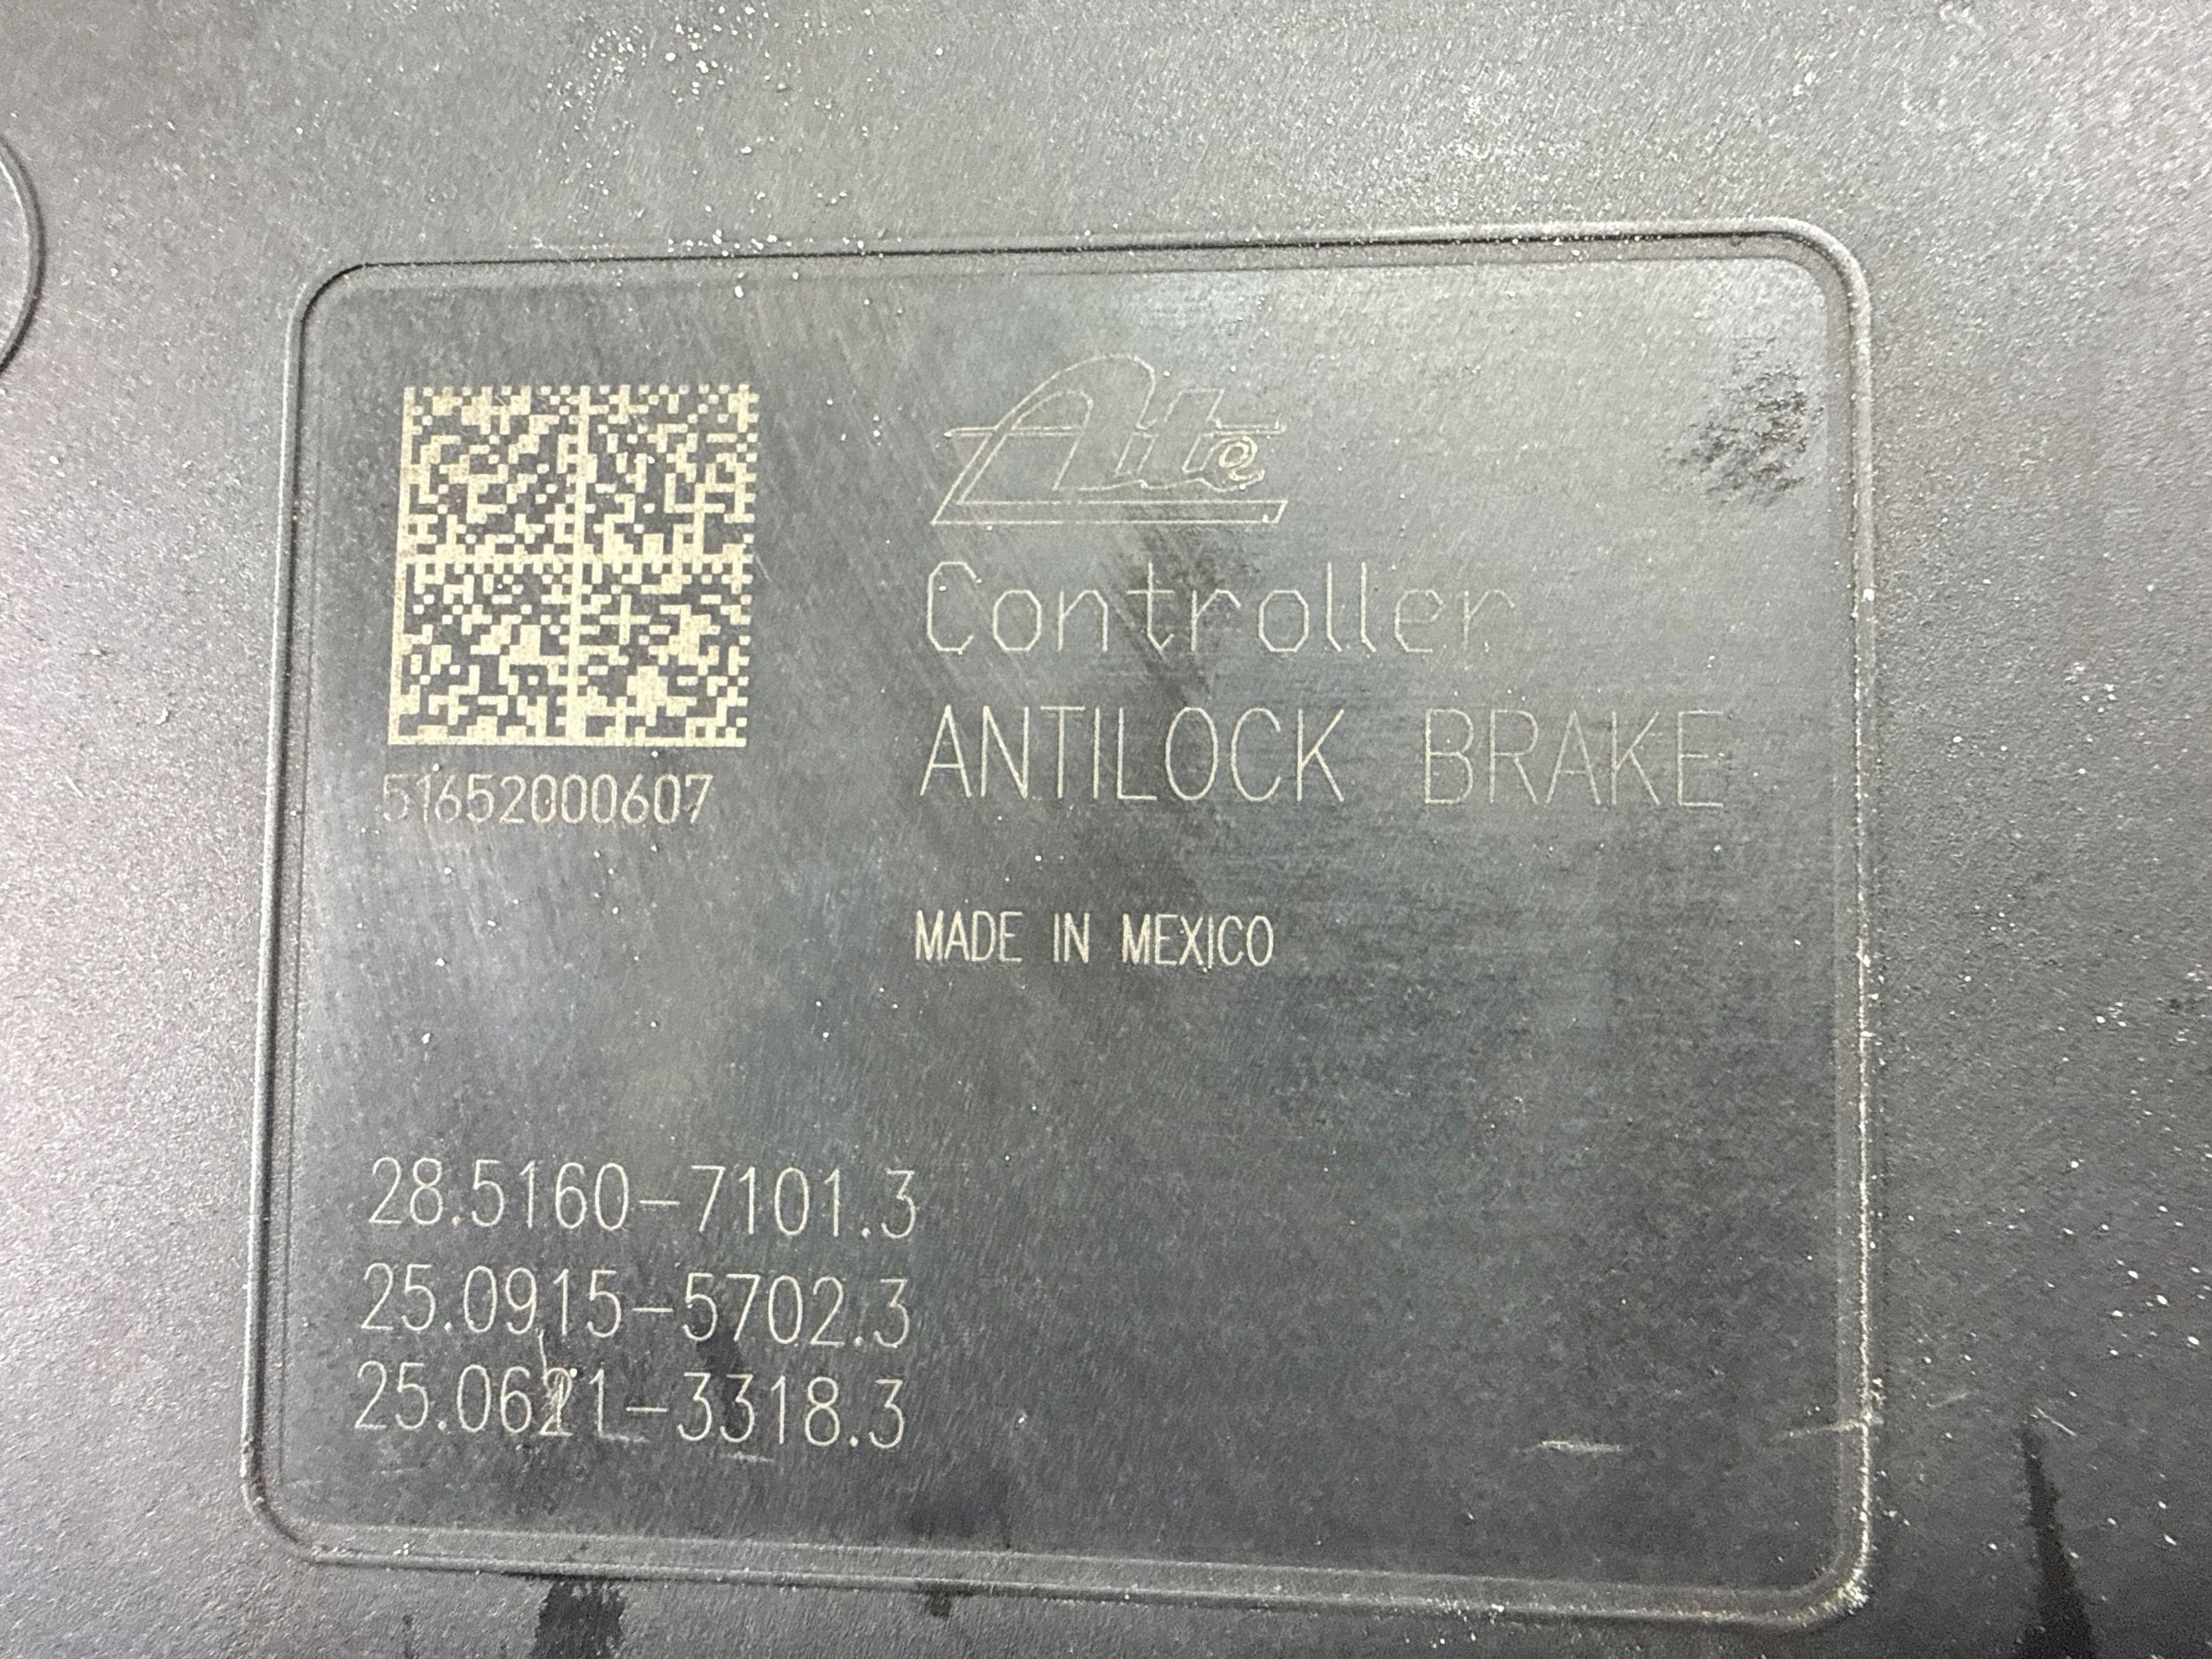 Ate
Controller
ANTILOCK BRAKE
51652000607
MADE IN MEXICO
28.5160-7101.3
25.0915-5702.3
25.0621-3318.3